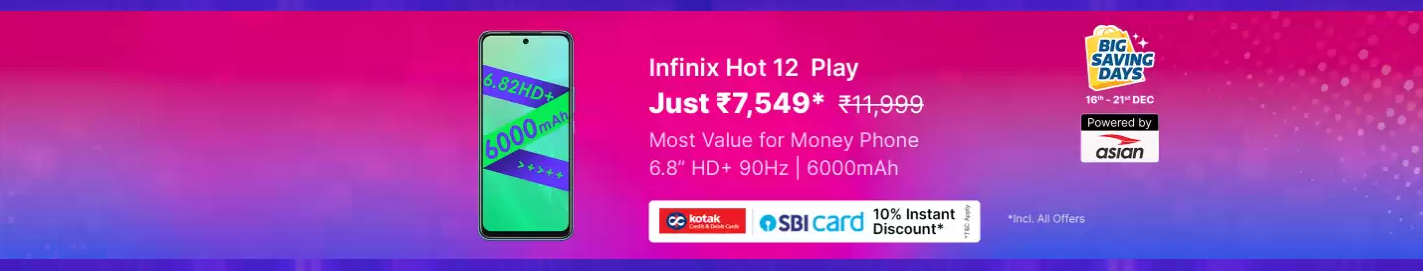 6.82HD+
6000mAh
>+>++
Infinix Hot 12 Play
Just ₹7,549* ₹11,999
Most Value for Money Phone
6.8” HD+ 90Hz | 6000mAh
kotak
Credit & Debit Cards
SBI card
10% Instant
Discount*
*T&C Apply
*Incl. All Offers
BIG
SAVING
DAYS
16th - 21st DEC
Powered by
asian